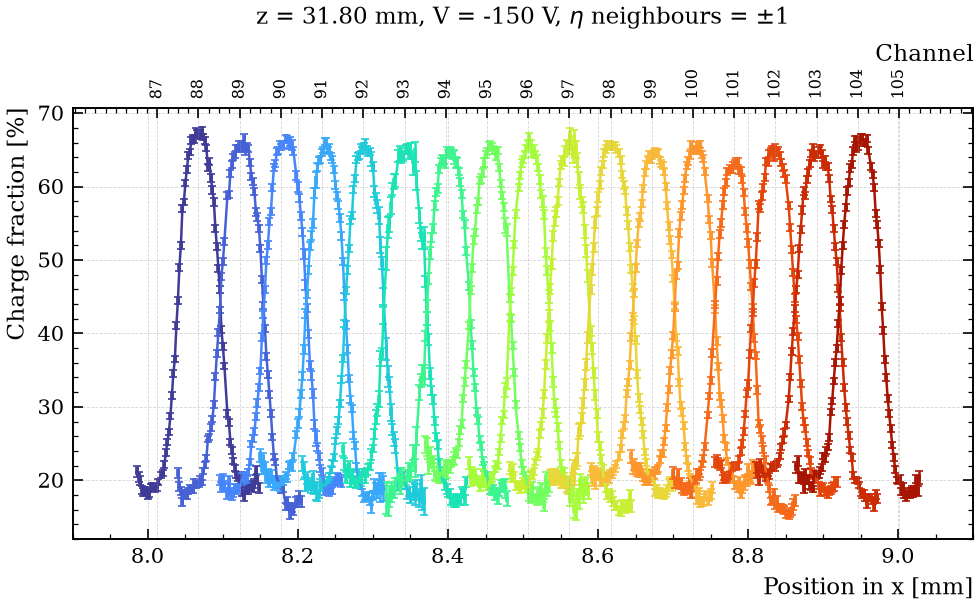 z = 31.80 mm, V = -150 V, η neighbours = ±1
Channel
87 88 89 90 91 92 93 94 95 96 97 98 99 100 101 102 103 104 105
Charge fraction [%]
70
60
50
40
30
20
8.0 8.2 8.4 8.6 8.8 9.0
Position in x [mm]